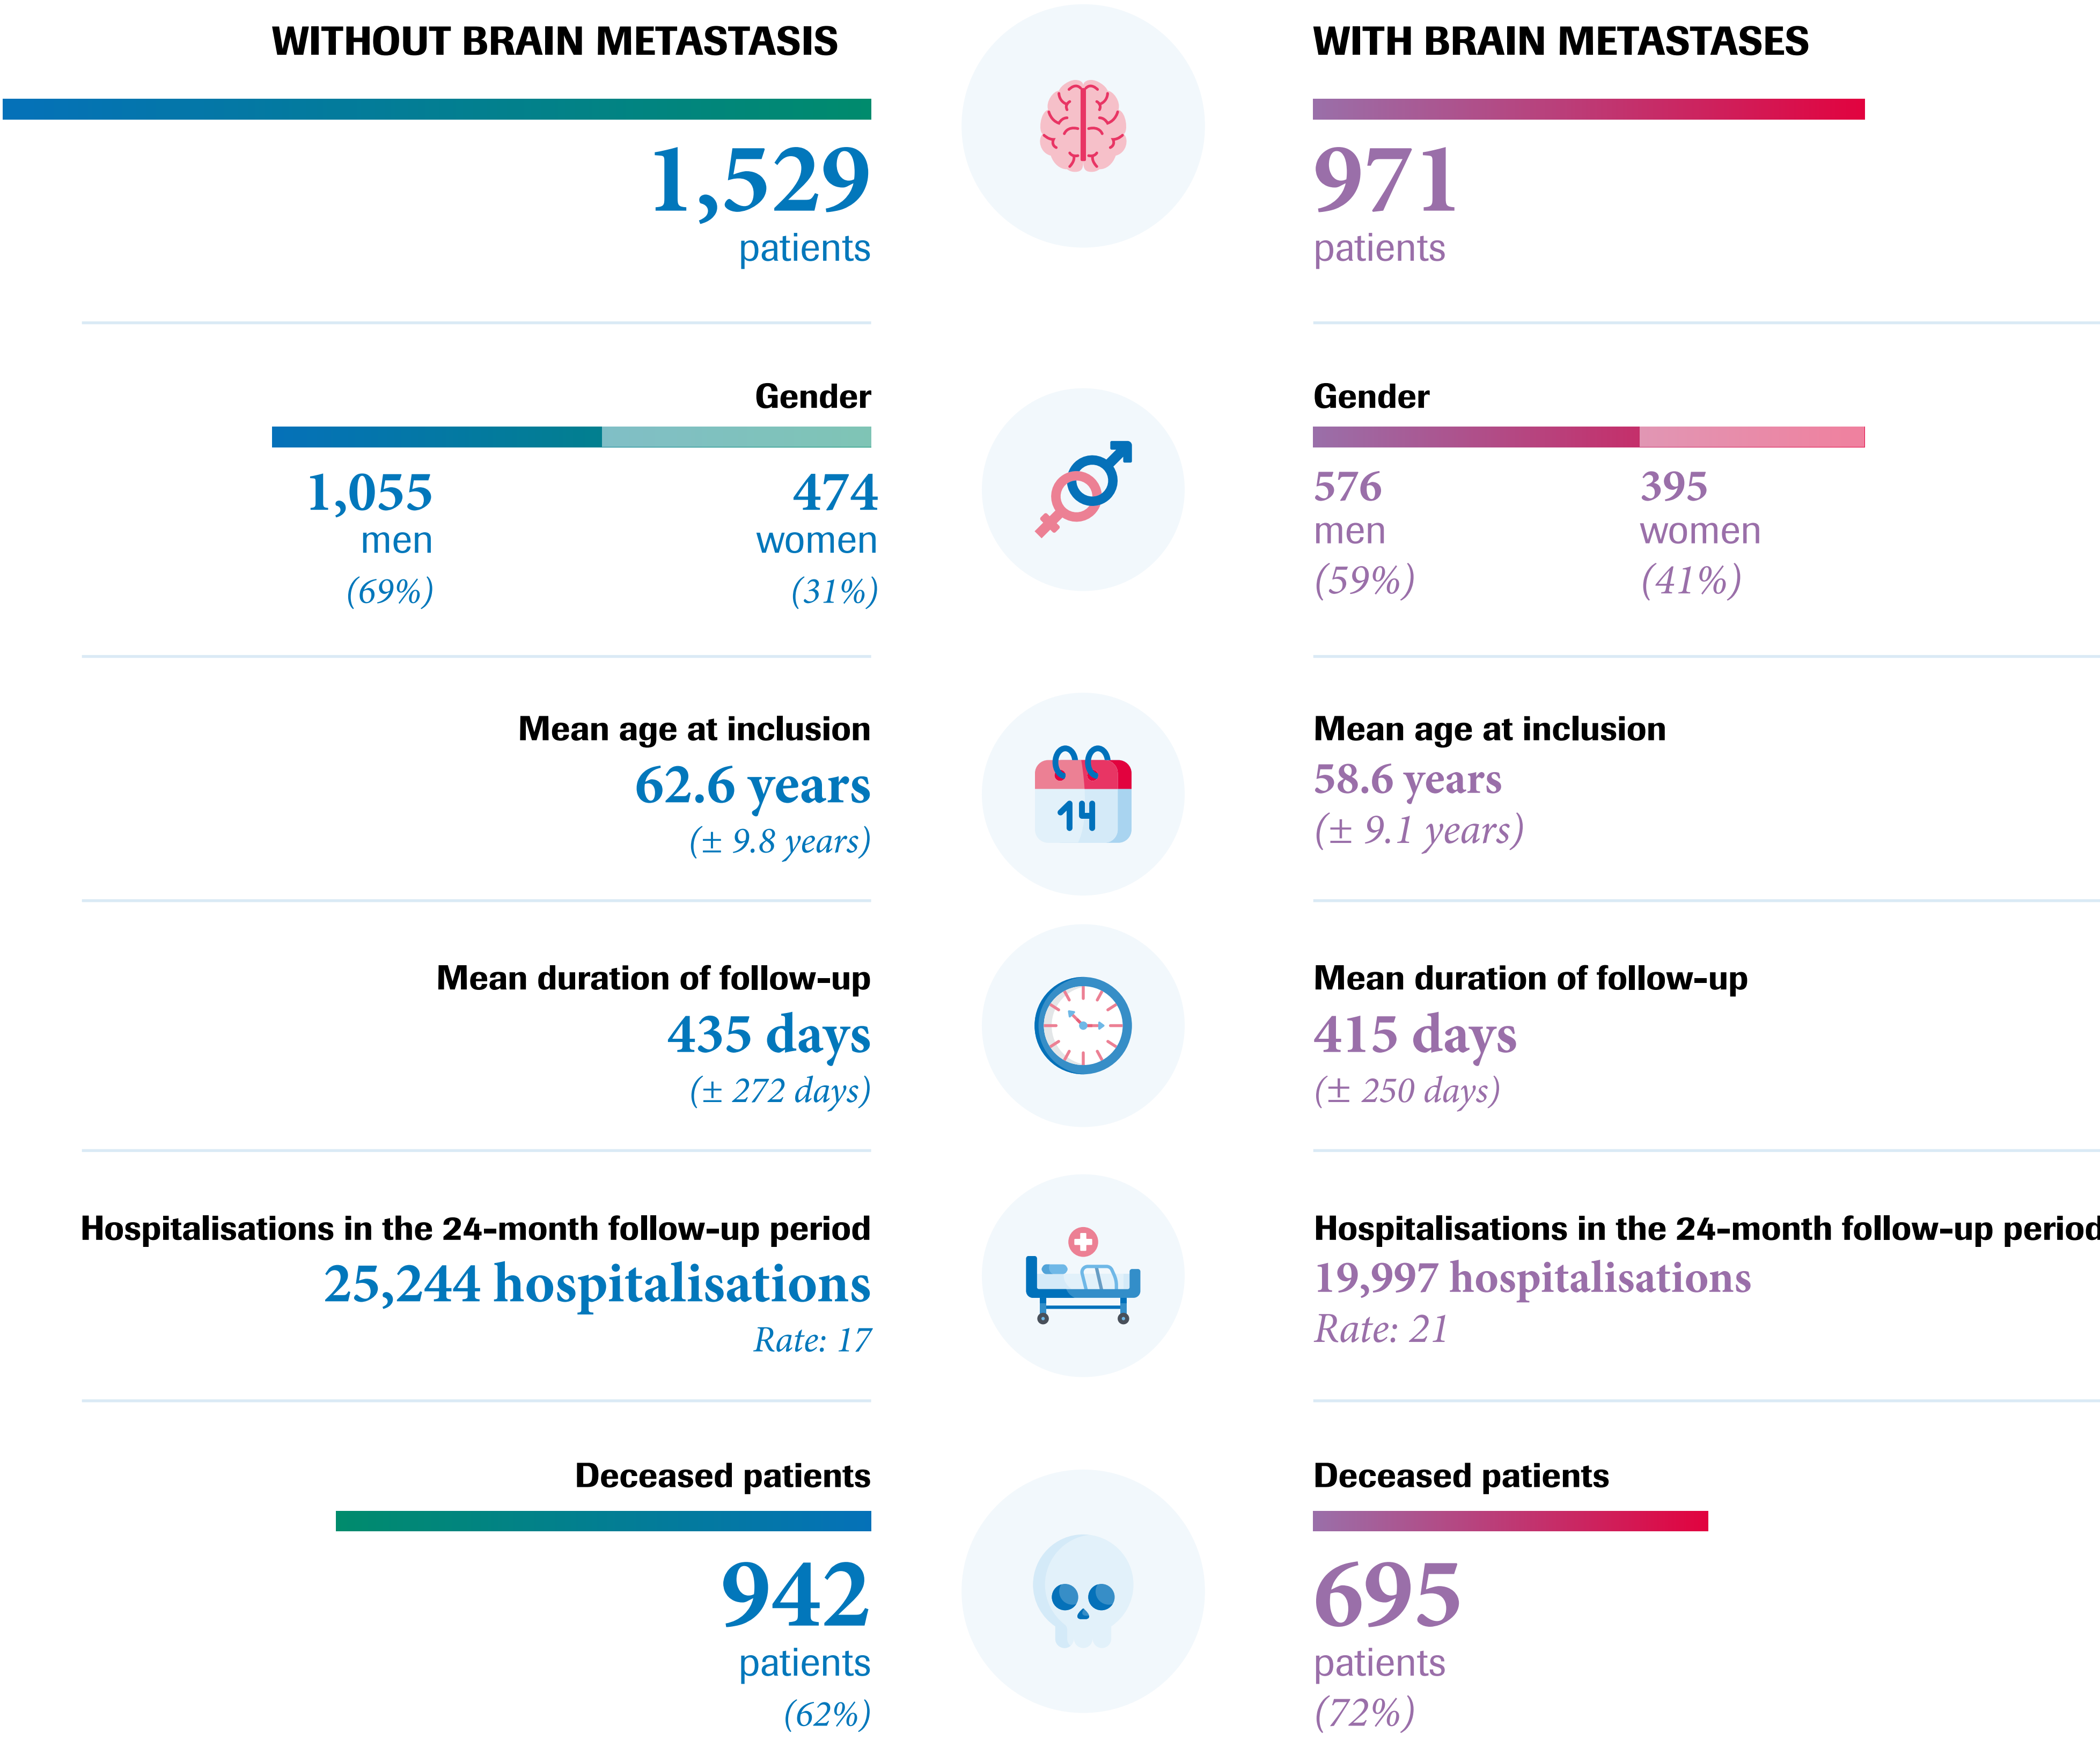 WITHOUT BRAIN METASTASIS
1,529
patients
Gender
1,055
men
(69%)
474
women
(31%)
Mean age at inclusion
62.6 years
(± 9.8 years)
Mean duration of follow-up
435 days
(± 272 days)
Hospitalisations in the 24-month follow-up period
25,244 hospitalisations
Rate: 17
Deceased patients
942
patients
(62%)
14
WITH BRAIN METASTASES
971
patients
Gender
576
men
(59%)
395
women
(41%)
Mean age at inclusion
58.6 years
(± 9.1 years)
Mean duration of follow-up
415 days
(± 250 days)
Hospitalisations in the 24-month follow-up period
19,997 hospitalisations
Rate: 21
Deceased patients
695
patients
(72%)